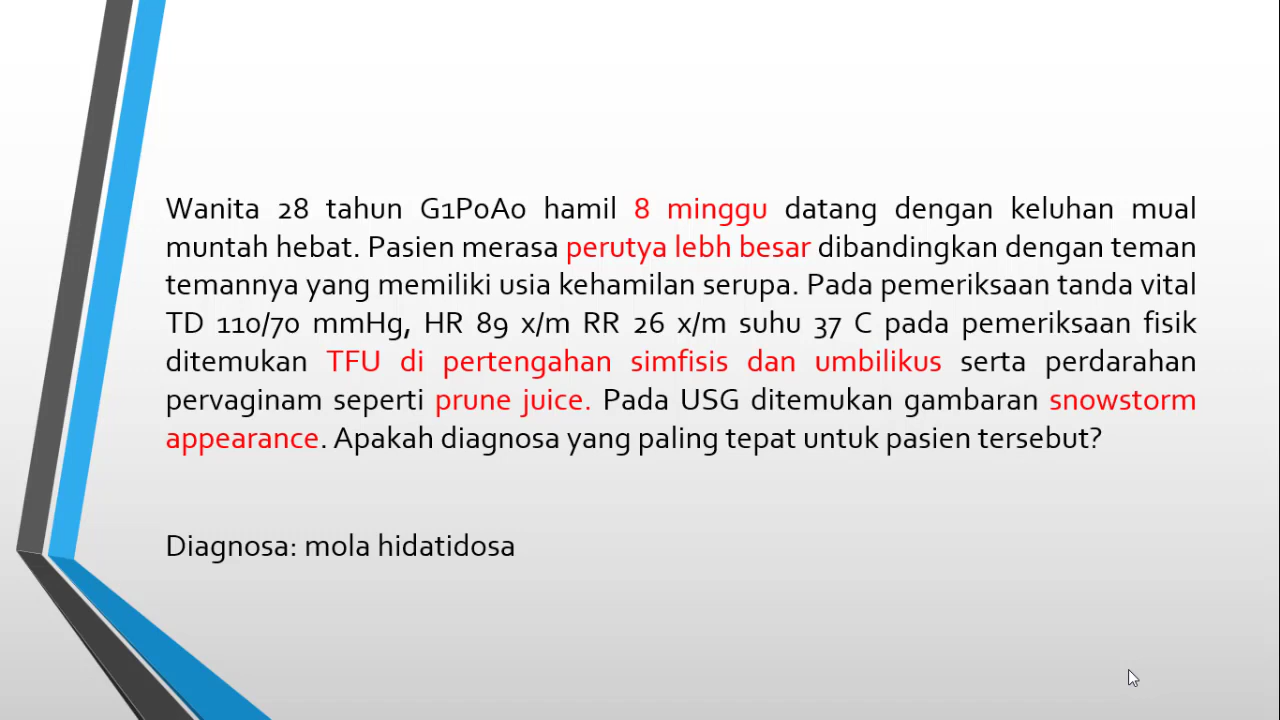 Wanita 28 tahun G1P0A0 hamil 8 minggu datang dengan keluhan mual
muntah hebat. Pasien merasa perutya lebh besar dibandingkan dengan teman
temannya yang memiliki usia kehamilan serupa. Pada pemeriksaan tanda vital
TD 110/70 mmHg, HR 89 x/m RR 26 x/m suhu 37 C pada pemeriksaan fisik
ditemukan TFU di pertengahan simfisis dan umbilikus serta perdarahan
pervaginam seperti prune juice. Pada USG ditemukan gambaran snowstorm
appearance. Apakah diagnosa yang paling tepat untuk pasien tersebut?
Diagnosa: mola hidatidosa